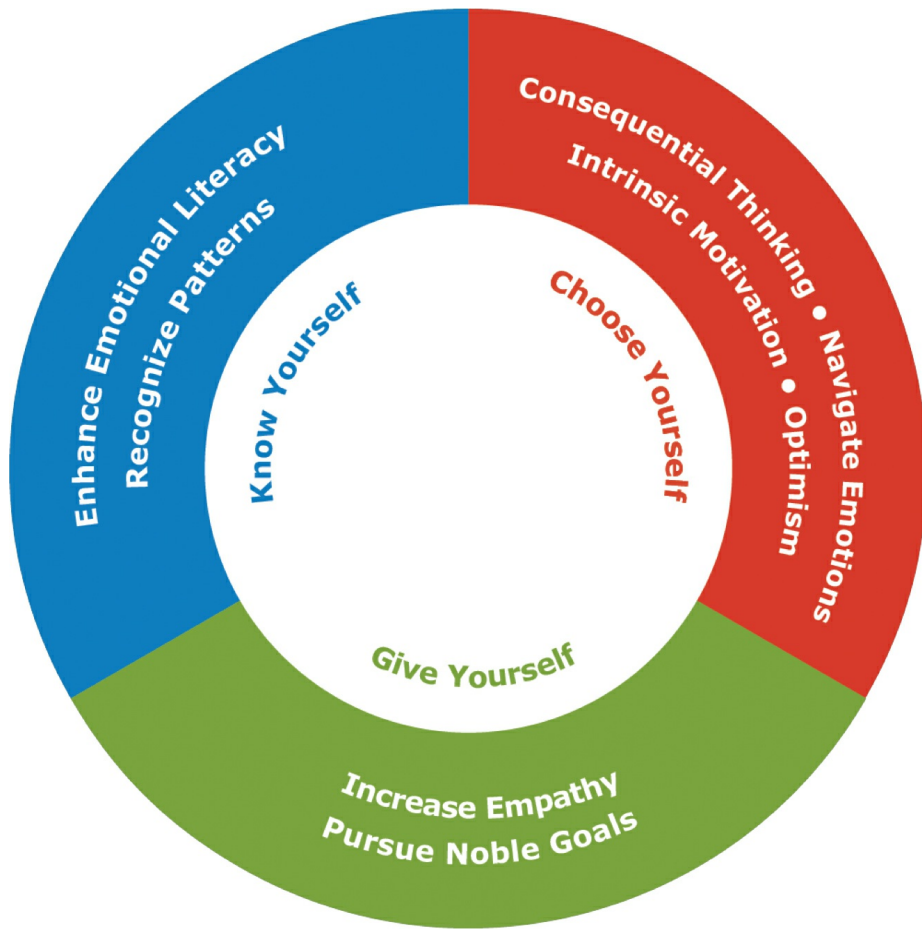 Enhance Emotional Literacy
Recognize Patterns
Know Yourself
Consequential Thinking • Navigate Emotions
Intrinsic Motivation • Optimism
Choose Yourself
Give Yourself
Increase Empathy
Pursue Noble Goals